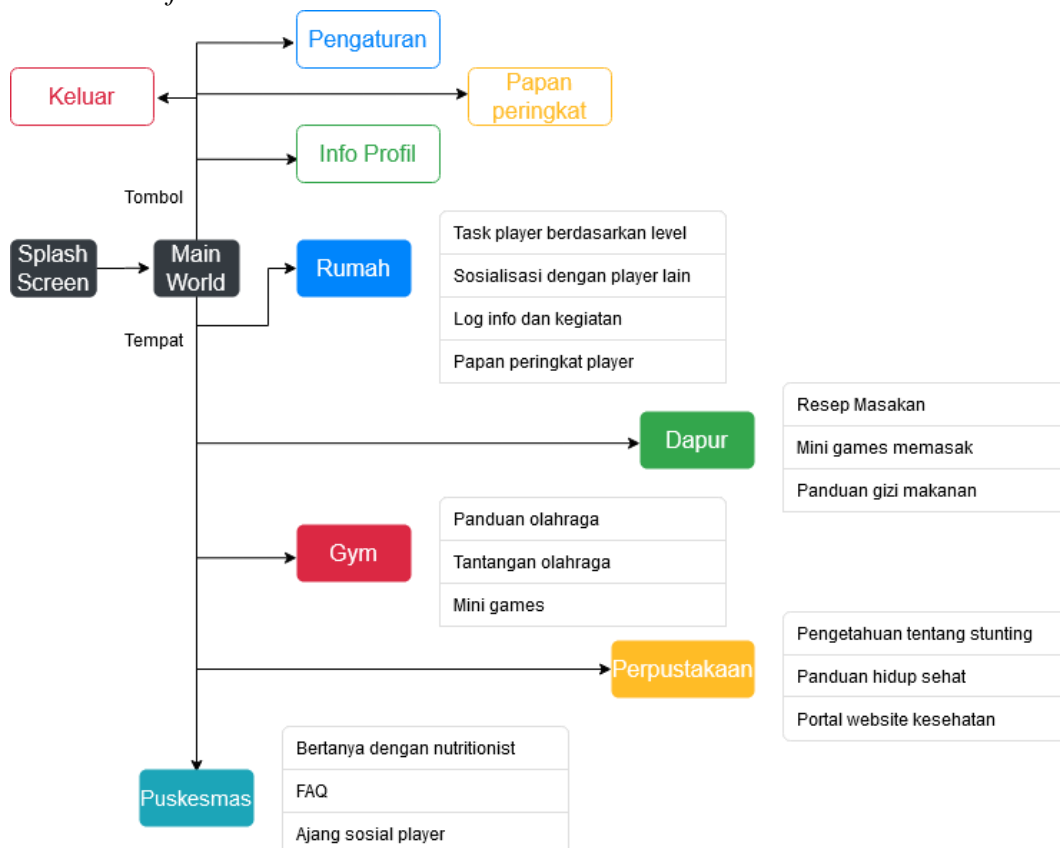 Pengaturan
Papan
peringkat
Keluar
Info Profil
Tombol
Splash
Screen
Main
World
Rumah
Task player berdasarkan level
Sosialisasi dengan player lain
Log info dan kegiatan
Papan peringkat player
Tempat
Dapur
Resep Masakan
Mini games memasak
Panduan gizi makanan
Gym
Panduan olahraga
Tantangan olahraga
Mini games
Perpustakaan
Pengetahuan tentang stunting
Panduan hidup sehat
Portal website kesehatan
Puskesmas
Bertanya dengan nutritionist
FAQ
Ajang sosial player